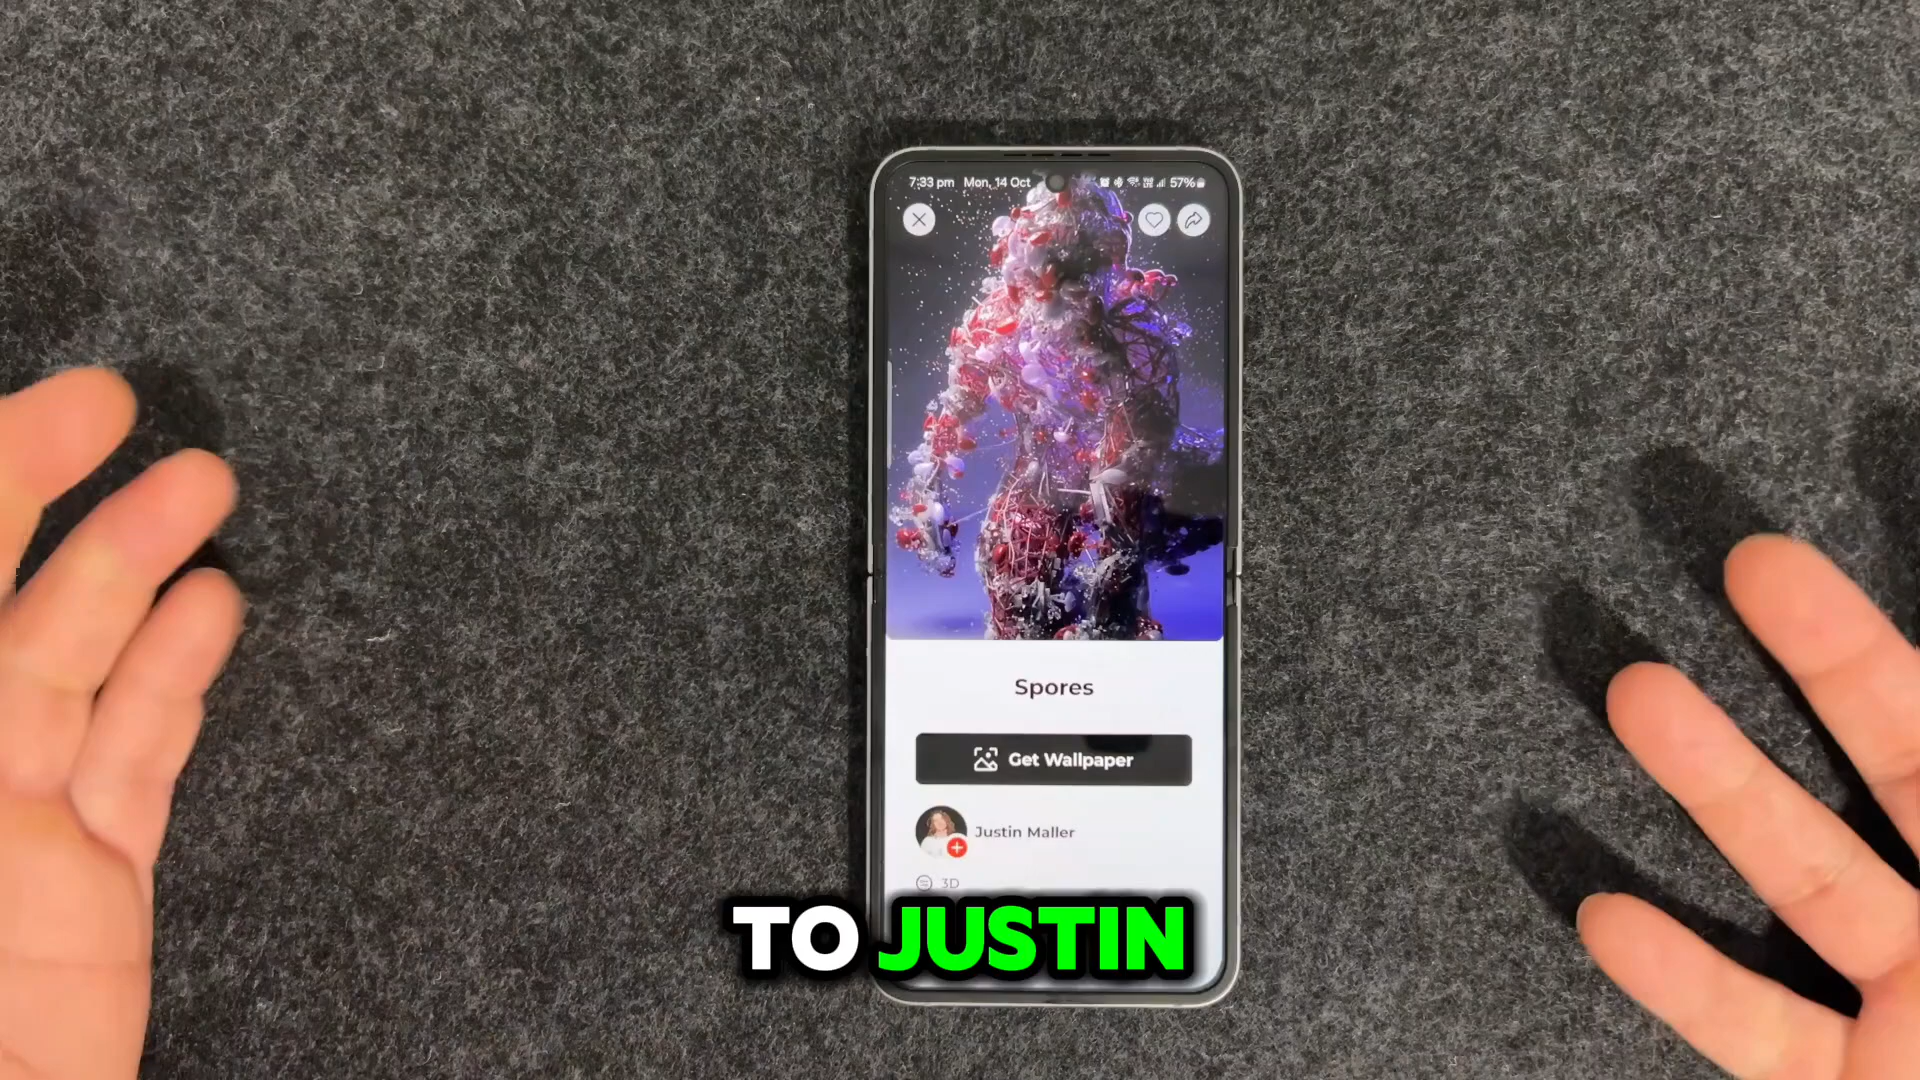 7:33 pm Mon, 14 Oct 57%
Spores
Get Wallpaper
Justin Maller
3D
TO JUSTIN